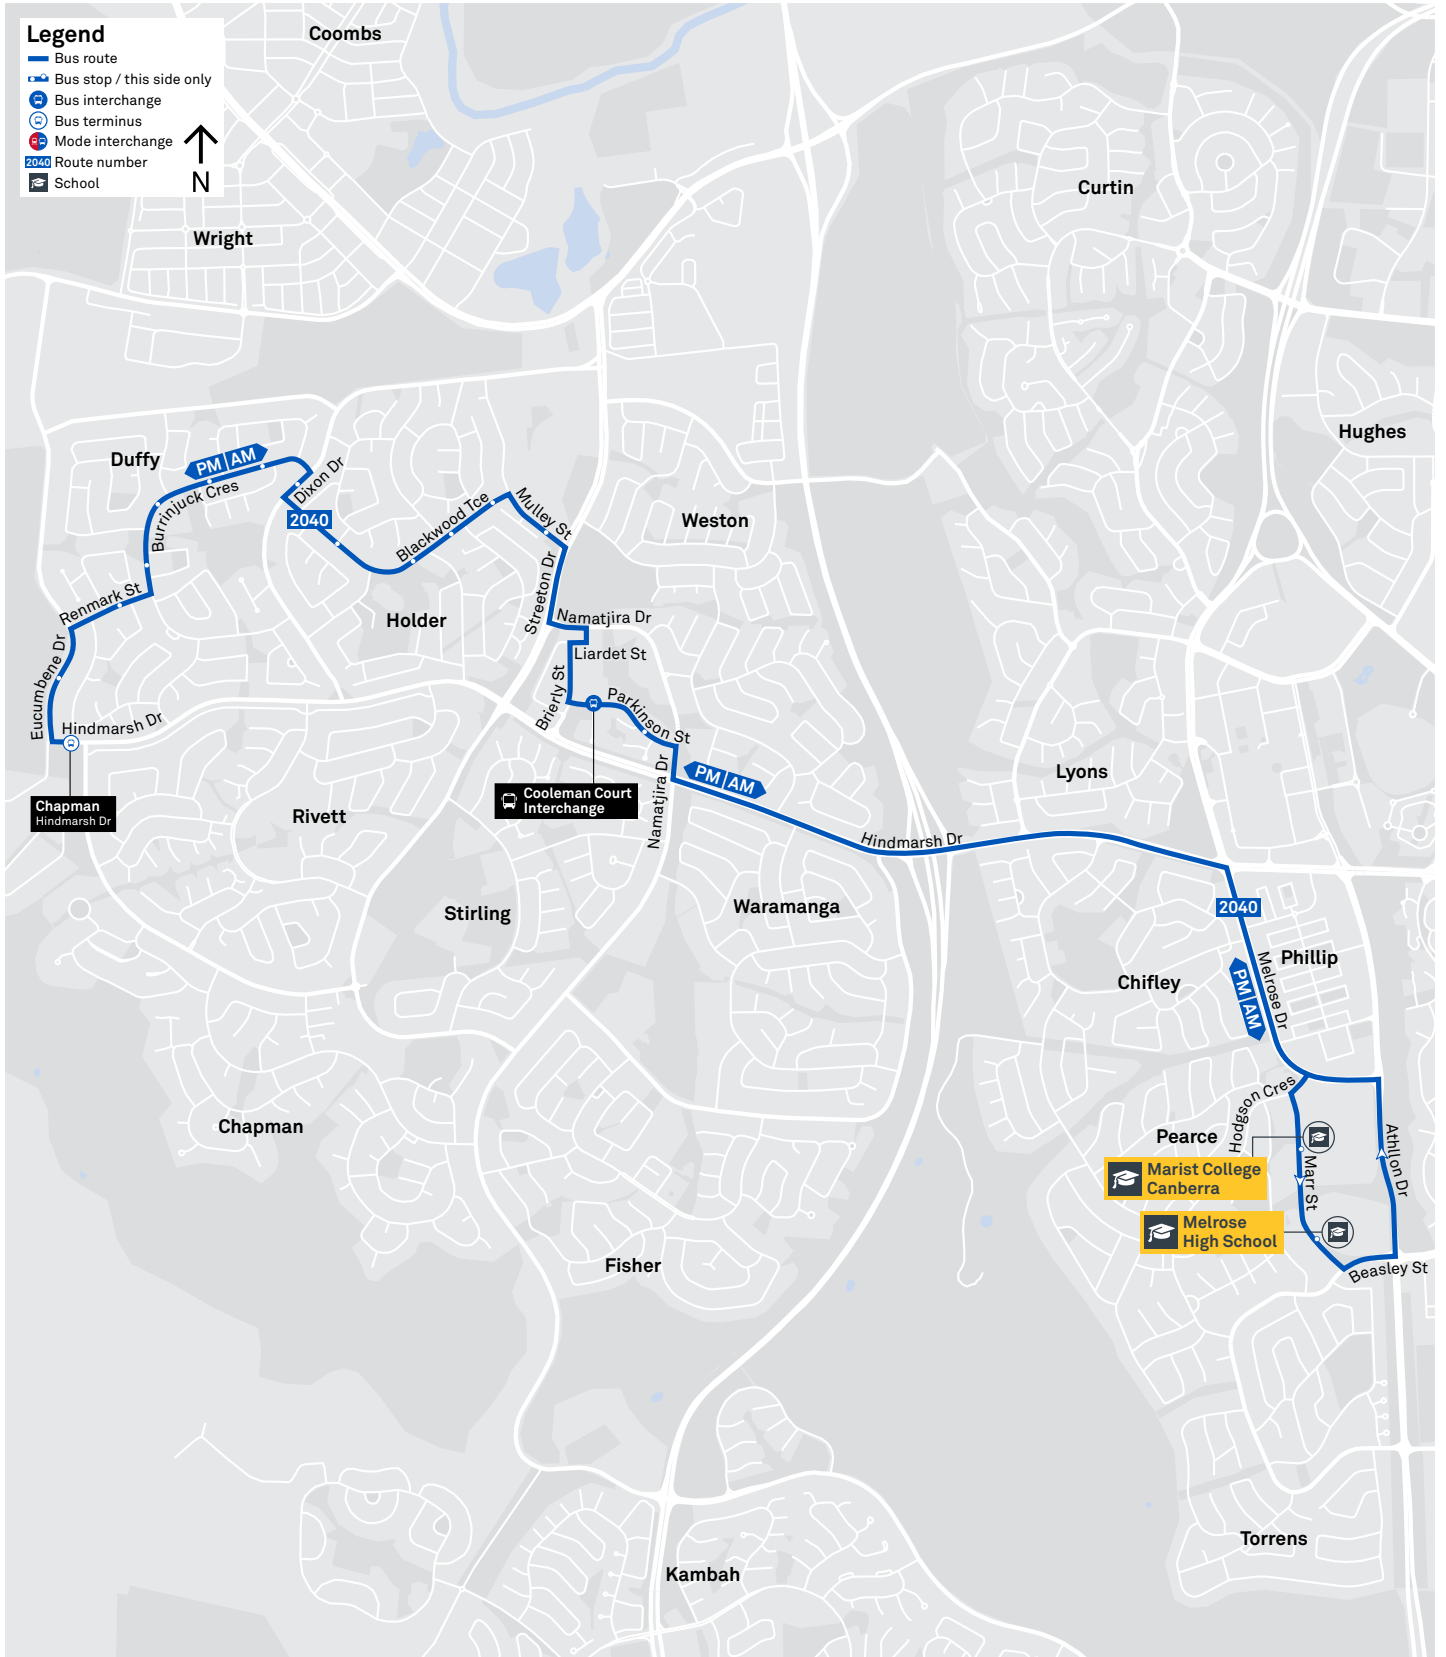 Legend
Bus route
Bus stop / this side only
Bus interchange
Bus terminus
Mode interchange
2040 Route number
School
N
Coombs
Wright
Curtin
Hughes
Duffy
PM AM
Burrinjuck Cres
Dixon Dr
2040
Blackwood Tce
Mulley St
Weston
Renmark St
Holder
Streeton Dr
Namatjira Dr
Liardet St
Eucumbene Dr
Hindmarsh Dr
Brierly St
Parkinson St
Namatjira Dr
PM AM
Chapman
Hindmarsh Dr
Cooleman Court
Interchange
Rivett
Lyons
Hindmarsh Dr
Stirling
Waramanga
2040
Melrose Dr
Phillip
Chifley
PM AM
Chapman
Hodgson Cres
Pearce
Marist College
Canberra
Marr St
Athllon Dr
Melrose
High School
Beasley St
Fisher
Torrens
Kambah